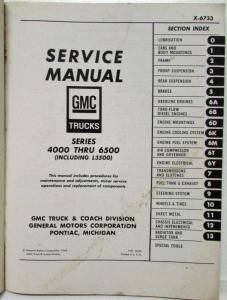 X-6733
SECTION INDEX
SERVICE
MANUAL
GMC
TRUCKS
SERIES
4000 THRU 6500
(INCLUDING L3500)
This manual includes procedures for
maintenance and adjustments, minor service
operations and replacement of components
GMC TRUCK & COACH DIVISION
GENERAL MOTORS CORPORATION
PONTIAC, MICHIGAN
LUBRICATION 0
CABS AND
BODY MOUNTINGS 1
FRAME 2
FRONT SUSPENSION 3
REAR SUSPENSION 4
BRAKES 5
GASOLINE ENGINES 6A
TORO-FLOW
DIESEL ENGINES 6B
ENGINE MOUNTINGS 6D
ENGINE COOLING SYSTEM 6K
ENGINE FUEL SYSTEM 6M
AIR COMPRESSOR
AND GOVERNOR 6T
ENGINE ELECTRICAL 6Y
TRANSMISSIONS
AND CLUTCHES 7
FUEL TANK & EXHAUST 8
STEERING SYSTEM 9
WHEELS & TIRES 10
SHEET METAL 11
CHASSIS ELECTRICAL
AND INSTRUMENTS 12
RADIATOR AND
SURGE TANK 13
SPECIAL TOOLS